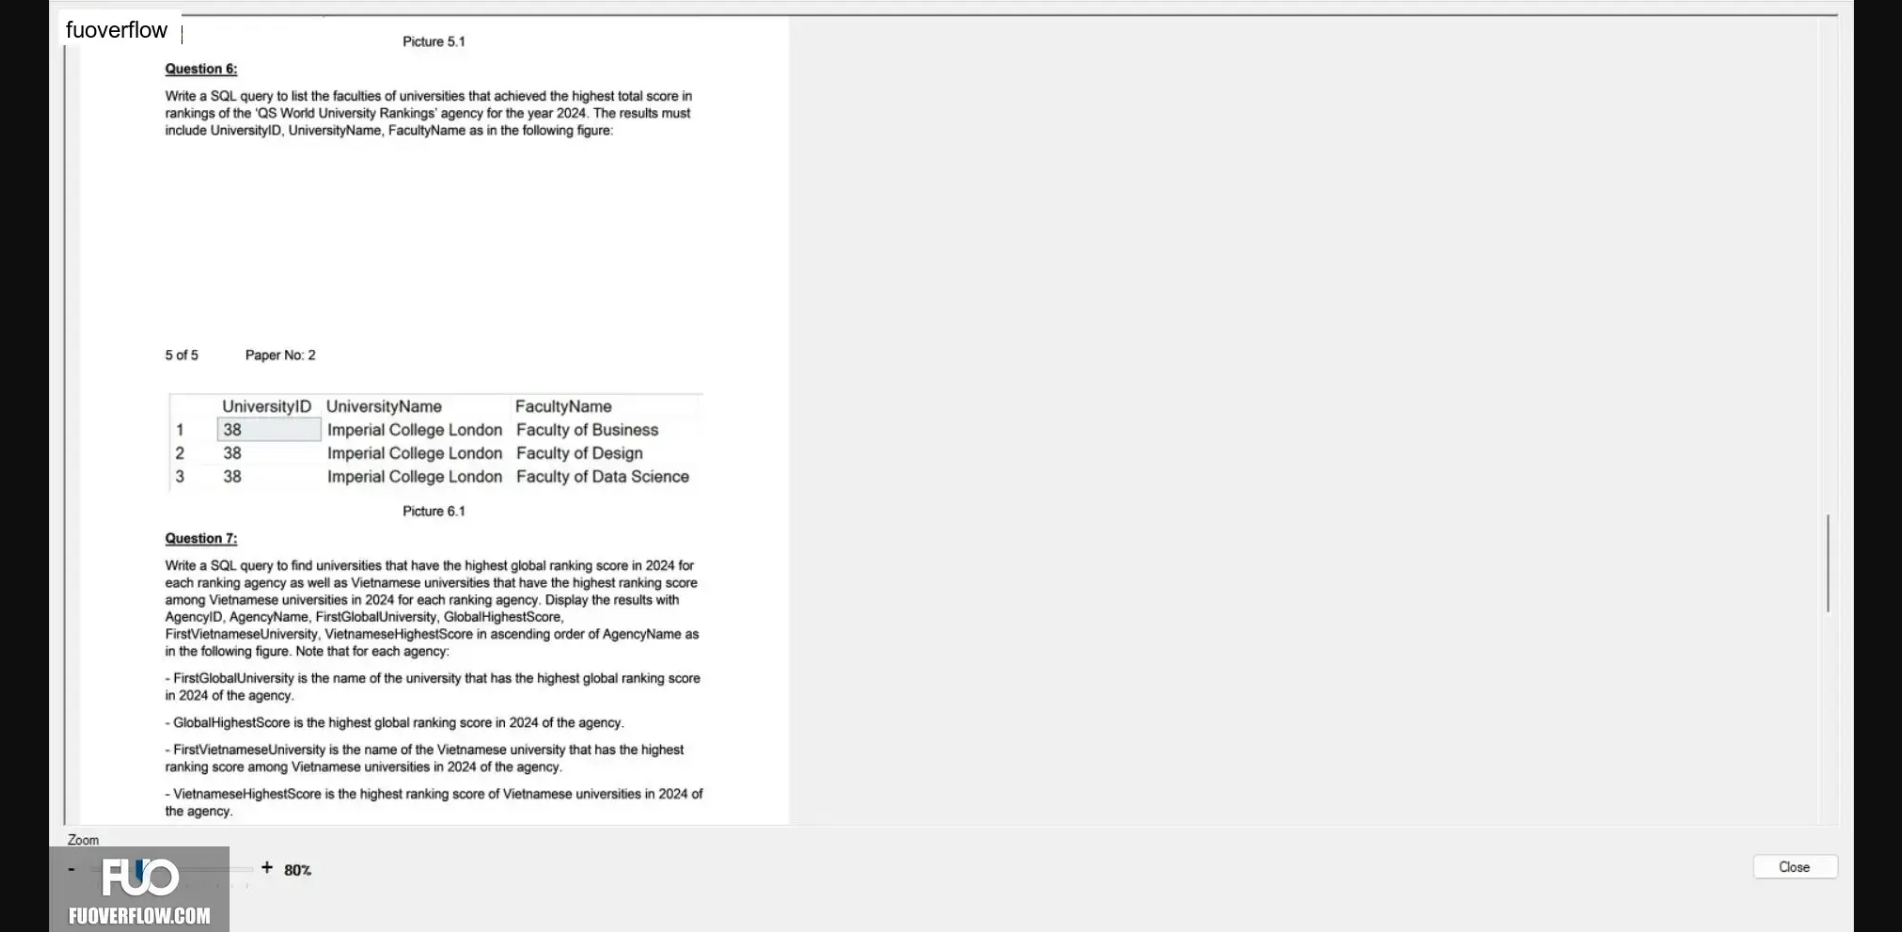 fuoverflow
Picture 5.1
Question 6:
Write a SQL query to list the faculties of universities that achieved the highest total score in
rankings of the 'QS World University Rankings' agency for the year 2024. The results must
include UniversityID, UniversityName, FacultyName as in the following figure:
5 of 5 Paper No: 2
UniversityID UniversityName FacultyName
1 38 Imperial College London Faculty of Business
2 38 Imperial College London Faculty of Design
3 38 Imperial College London Faculty of Data Science
Picture 6.1
Question 7:
Write a SQL query to find universities that have the highest global ranking score in 2024 for
each ranking agency as well as Vietnamese universities that have the highest ranking score
among Vietnamese universities in 2024 for each ranking agency. Display the results with
AgencyID, AgencyName, FirstGlobalUniversity, GlobalHighestScore,
FirstVietnameseUniversity, VietnameseHighestScore in ascending order of AgencyName as
in the following figure. Note that for each agency:
- FirstGlobalUniversity is the name of the university that has the highest global ranking score
in 2024 of the agency.
- GlobalHighestScore is the highest global ranking score in 2024 of the agency.
- FirstVietnameseUniversity is the name of the Vietnamese university that has the highest
ranking score among Vietnamese universities in 2024 of the agency.
- VietnameseHighestScore is the highest ranking score of Vietnamese universities in 2024 of
the agency.
Zoom
- + 80%
Close
FUO
FUOVERFLOW.COM